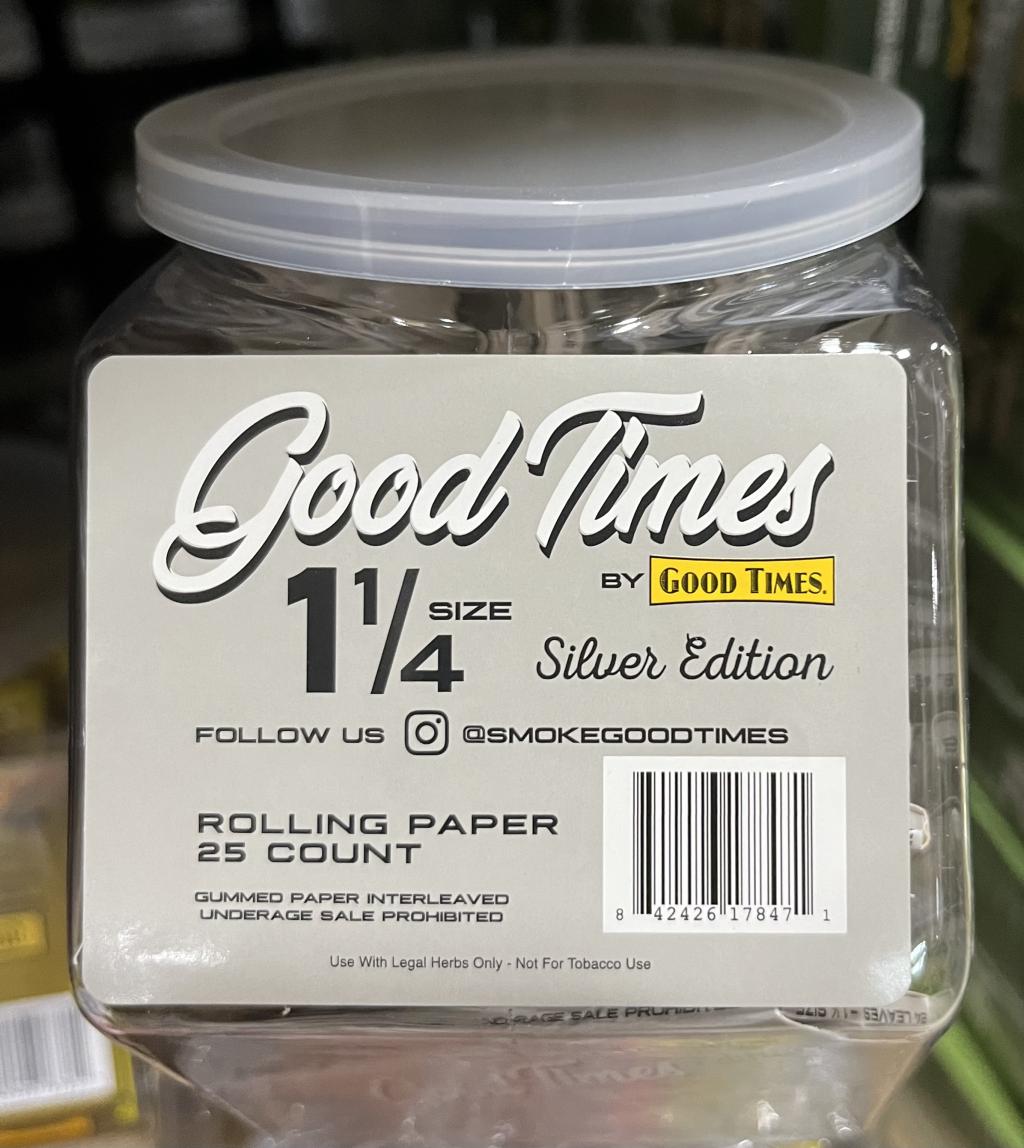 Good Times
BY GOOD TIMES.
1 1/4 SIZE
Silver Edition
FOLLOW US @SMOKEGOODTIMES
ROLLING PAPER
25 COUNT
GUMMED PAPER INTERLEAVED
UNDERAGE SALE PROHIBITED
8 42426 17847 1
Use With Legal Herbs Only - Not For Tobacco Use